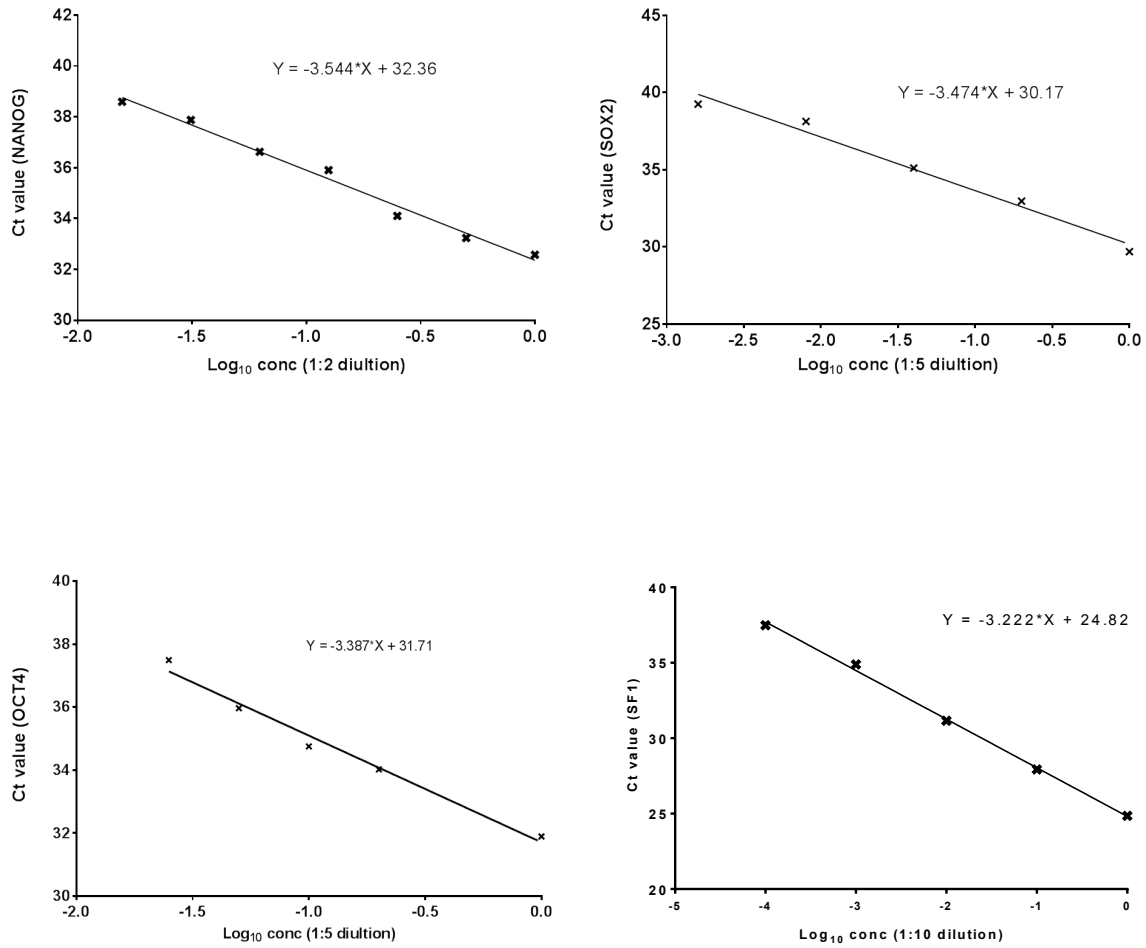 42
40
38
36
34
32
30
Ct value (NANOG)
Y = -3.544*X + 32.36
-2.0 -1.5 -1.0 -0.5 0.0
Log₁₀ conc (1:2 diultion)
45
40
35
30
25
Ct value (SOX2)
Y = -3.474*X + 30.17
-3.0 -2.5 -2.0 -1.5 -1.0 -0.5 0.0
Log₁₀ conc (1:5 diultion)
40
38
36
34
32
30
Ct value (OCT4)
Y = -3.387*X + 31.71
-2.0 -1.5 -1.0 -0.5 0.0
Log₁₀ conc (1:5 diultion)
40
35
30
25
20
Ct value (SF1)
Y = -3.222*X + 24.82
-5 -4 -3 -2 -1 0
Log₁₀ conc (1:10 dilution)